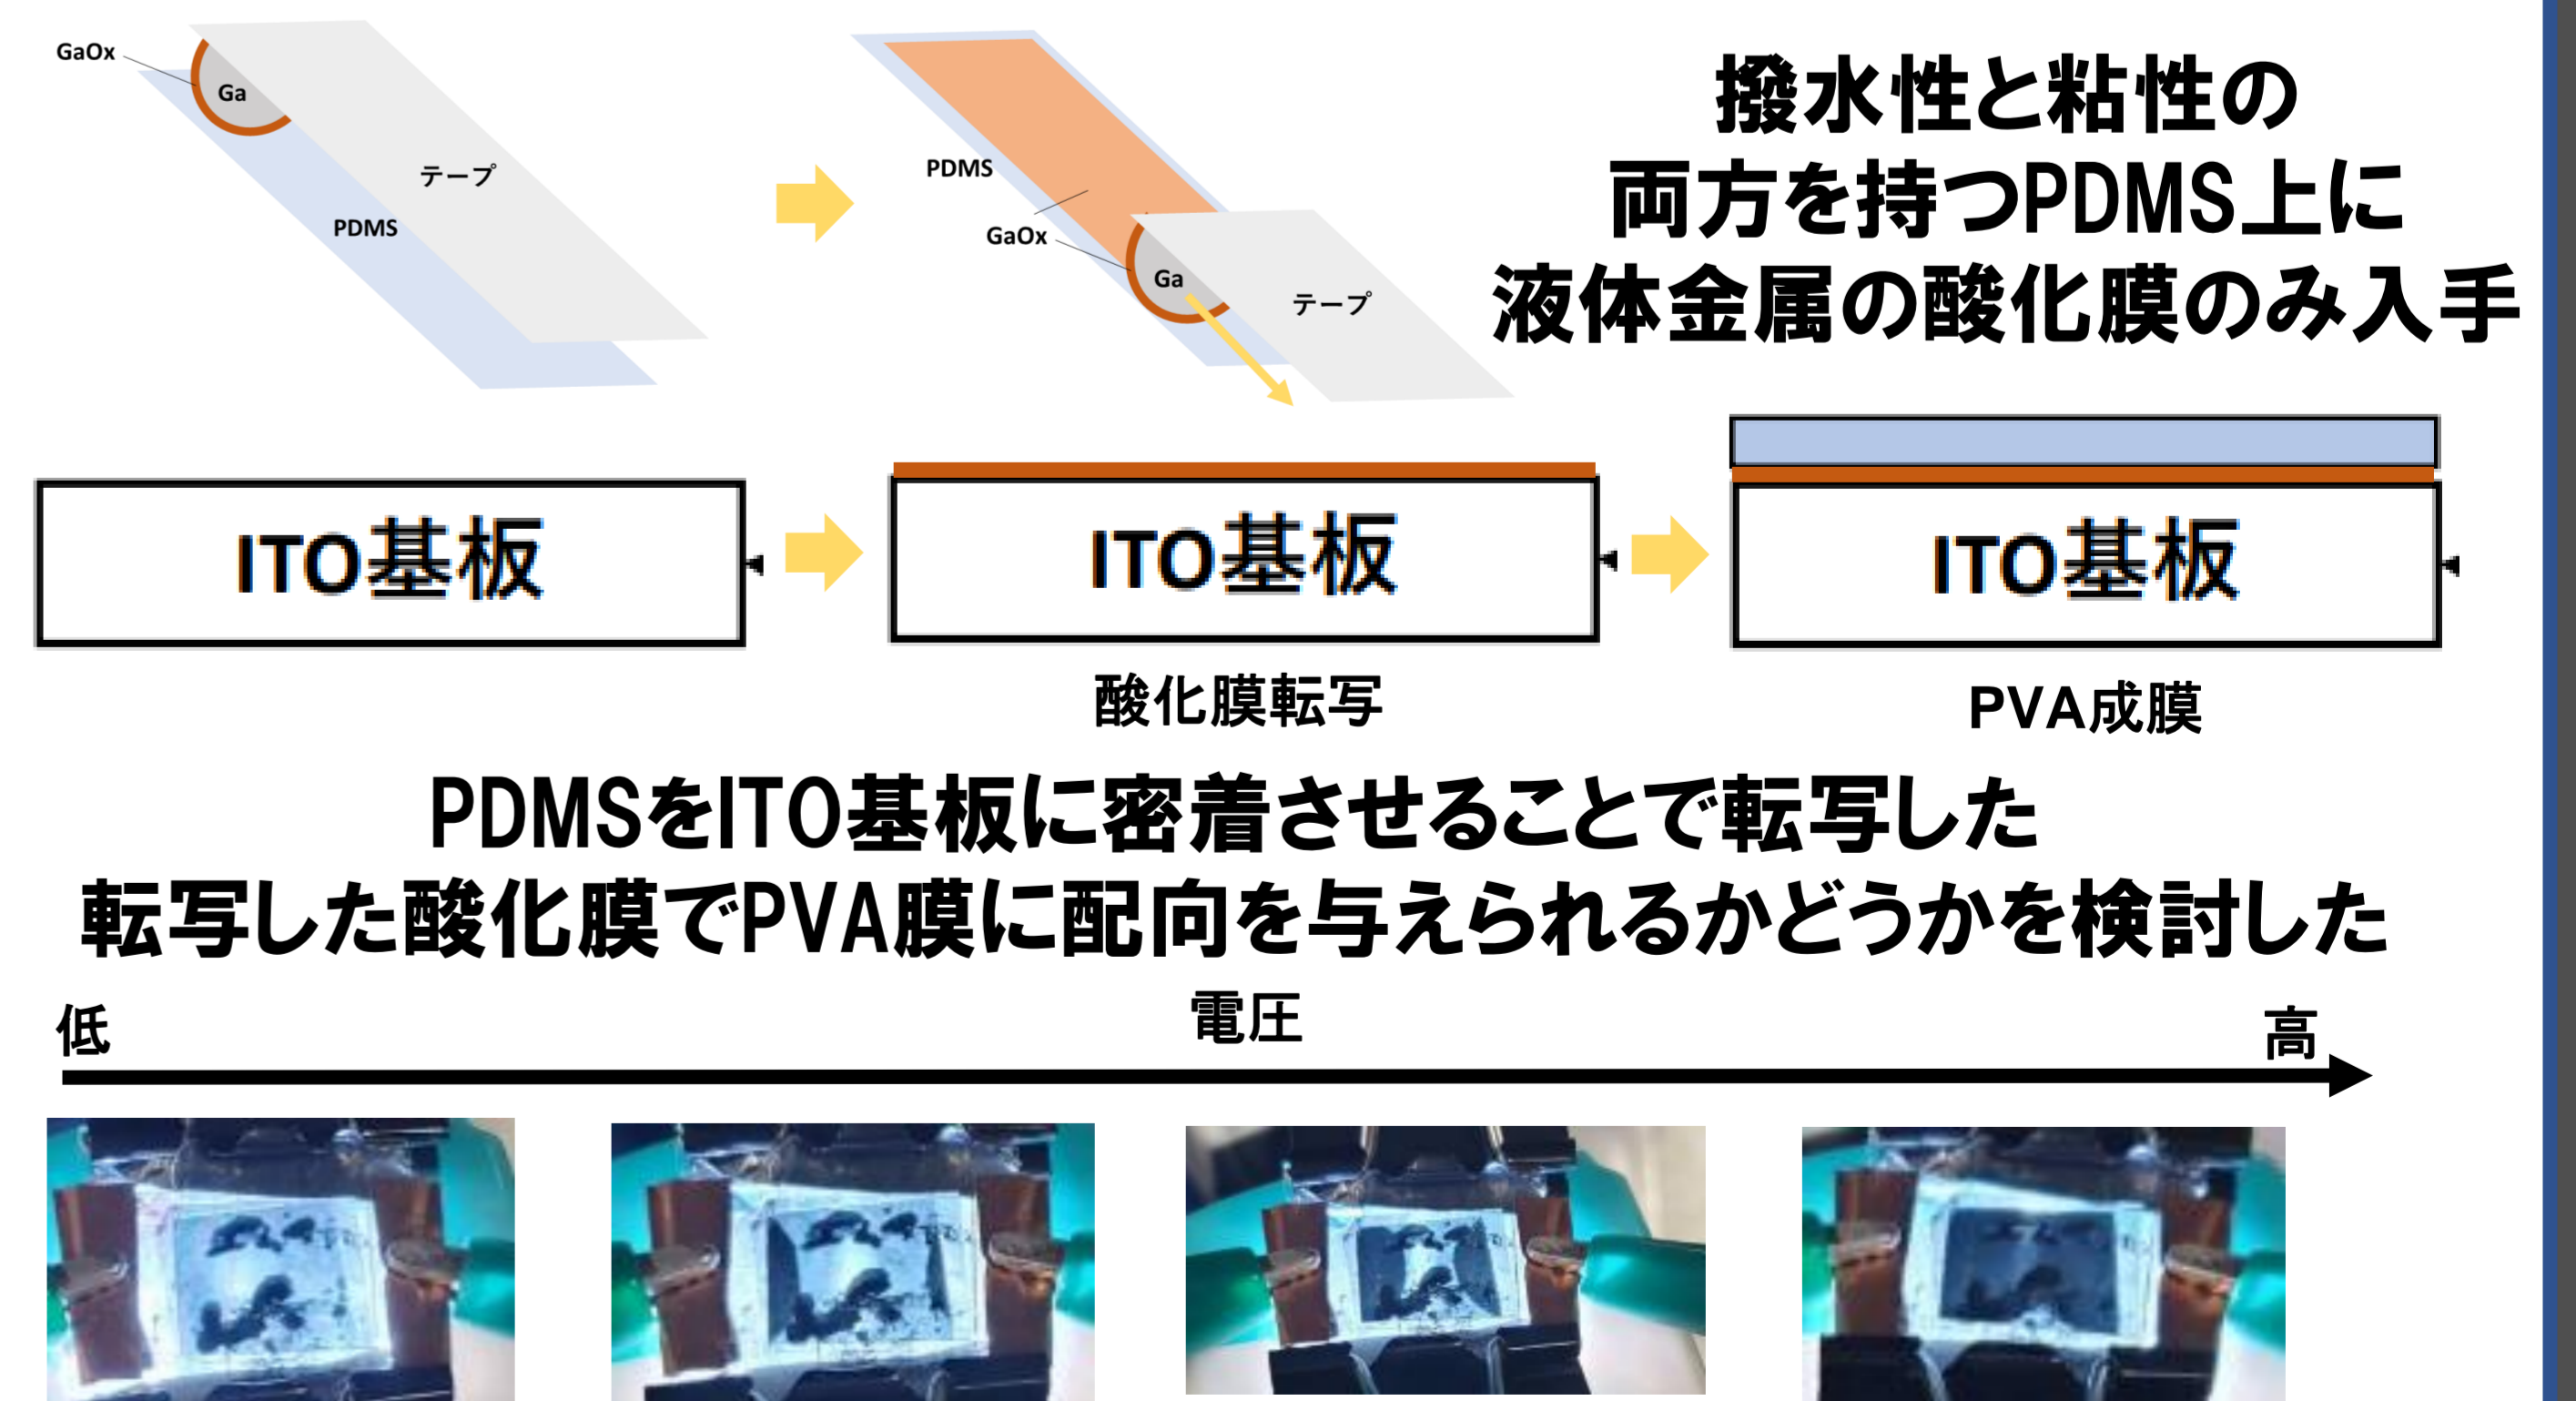 GaOx
Ga
テープ
PDMS
PDMS
GaOx
Ga
テープ
撥水性と粘性の
両方を持つPDMS上に
液体金属の酸化膜のみ入手
ITO基板
ITO基板
ITO基板
酸化膜転写
PVA成膜
PDMSをITO基板に密着させることで転写した
転写した酸化膜でPVA膜に配向を与えられるかどうかを検討した
低
電圧
高